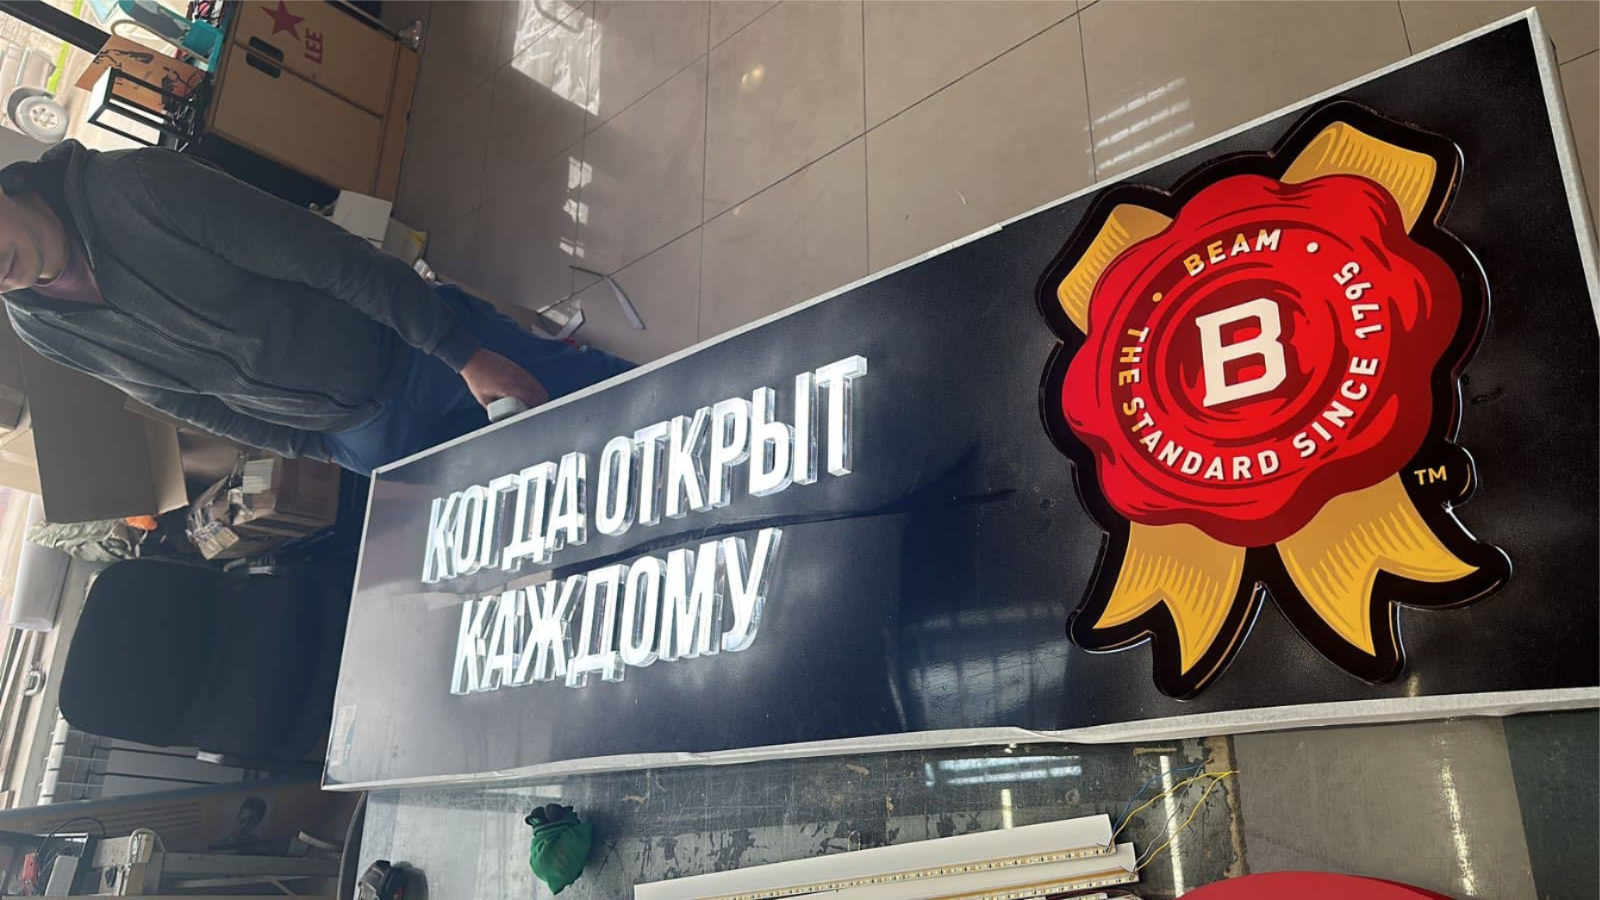 LEE
КОГДА ОТКРЫТ
КАЖДОМУ
BEAM
THE STANDARD SINCE 1795
B
TM